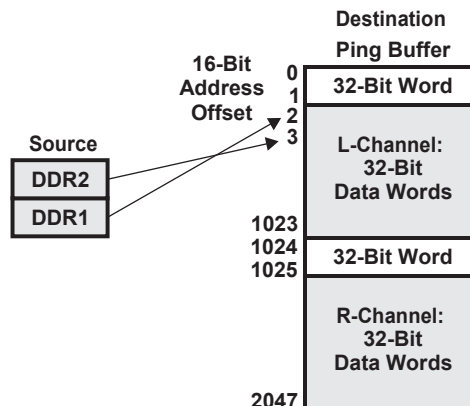 Destination
Ping Buffer
16-Bit
Address
Offset
0
1
2
3
32-Bit Word
Source
DDR2
DDR1
L-Channel:
32-Bit
Data Words
1023
1024
1025
32-Bit Word
R-Channel:
32-Bit
Data Words
2047